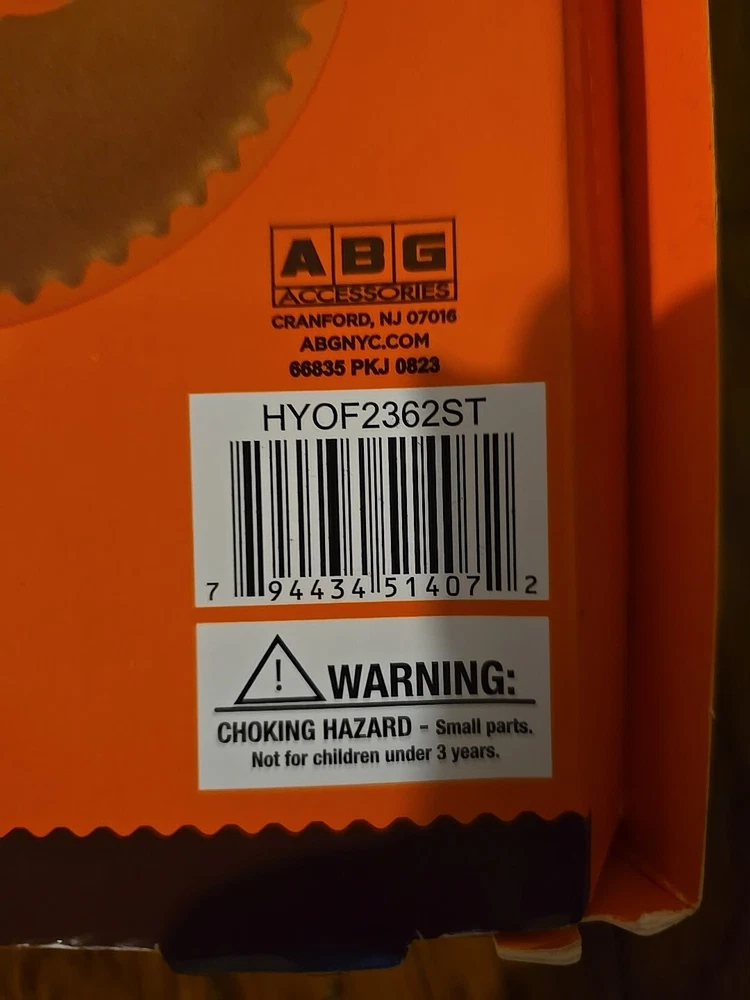 ABG
ACCESSORIES
CRANFORD, NJ 07016
ABGNYC.COM
66835 PKJ 0823
HYOF2362ST
7 94434 51407 2
! WARNING:
CHOKING HAZARD - Small parts.
Not for children under 3 years.